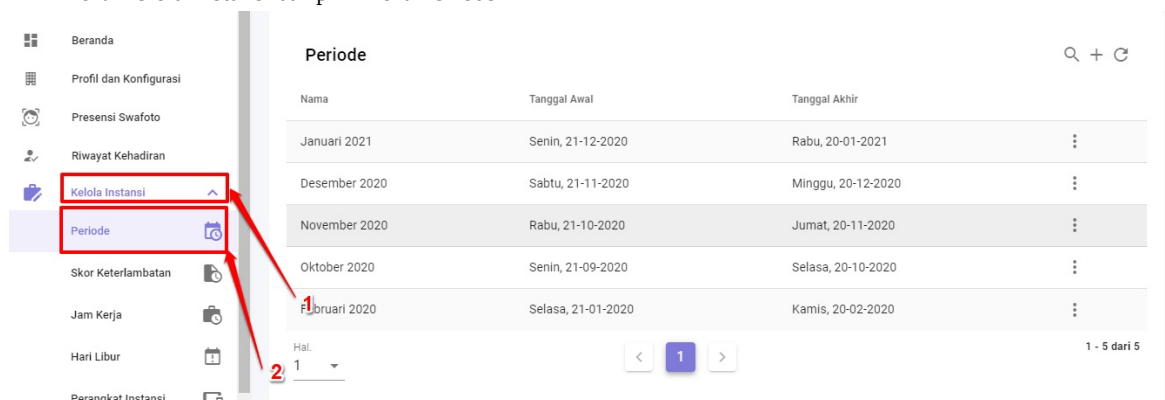 Beranda
Profil dan Konfigurasi
Presensi Swafoto
Riwayat Kehadiran
Kelola Instansi
Periode
Skor Keterlambatan
Jam Kerja
Hari Libur
Perangkat Instansi
1
2
Periode
Nama Tanggal Awal Tanggal Akhir
Januari 2021 Senin, 21-12-2020 Rabu, 20-01-2021
Desember 2020 Sabtu, 21-11-2020 Minggu, 20-12-2020
November 2020 Rabu, 21-10-2020 Jumat, 20-11-2020
Oktober 2020 Senin, 21-09-2020 Selasa, 20-10-2020
Februari 2020 Selasa, 21-01-2020 Kamis, 20-02-2020
Hal.
1 < 1 > 1 - 5 dari 5